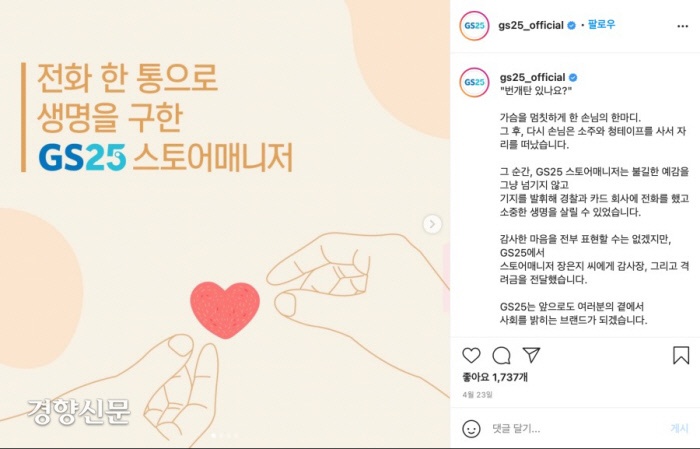 전화 한 통으로
생명을 구한
GS25 스토어매니저
경향신문
GS25
gs25_official • 팔로우
GS25
gs25_official
"번개탄 있나요?"
가슴을 멈칫하게 한 손님의 한마디.
그 후, 다시 손님은 소주와 청테이프를 사서 자
리를 떠났습니다.
그 순간, GS25 스토어매니저는 불길한 예감을
그냥 넘기지 않고
기지를 발휘해 경찰과 카드 회사에 전화를 했고
소중한 생명을 살릴 수 있었습니다.
감사한 마음을 전부 표현할 수는 없겠지만,
GS25에서
스토어매니저 장은지 씨에게 감사장, 그리고 격
려금을 전달했습니다.
GS25는 앞으로도 여러분의 곁에서
사회를 밝히는 브랜드가 되겠습니다.
좋아요 1,737개
4월 23일
댓글 달기...
게시